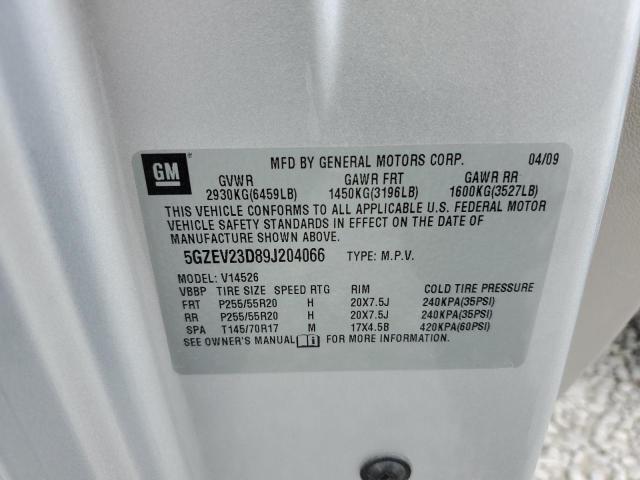 GM
MFD BY GENERAL MOTORS CORP. 04/09
GVWR GAWR FRT GAWR RR
2930KG(6459LB) 1450KG(3196LB) 1600KG(3527LB)
THIS VEHICLE CONFORMS TO ALL APPLICABLE U.S. FEDERAL MOTOR
VEHICLE SAFETY STANDARDS IN EFFECT ON THE DATE OF
MANUFACTURE SHOWN ABOVE.
5GZEV23D89J204066 TYPE: M.P.V.
MODEL: V14526
VBBP TIRE SIZE SPEED RTG RIM COLD TIRE PRESSURE
FRT P255/55R20 H 20X7.5J 240KPA(35PSI)
RR P255/55R20 H 20X7.5J 240KPA(35PSI)
SPA T145/70R17 M 17X4.5B 420KPA(60PSI)
SEE OWNER'S MANUAL i FOR MORE INFORMATION.